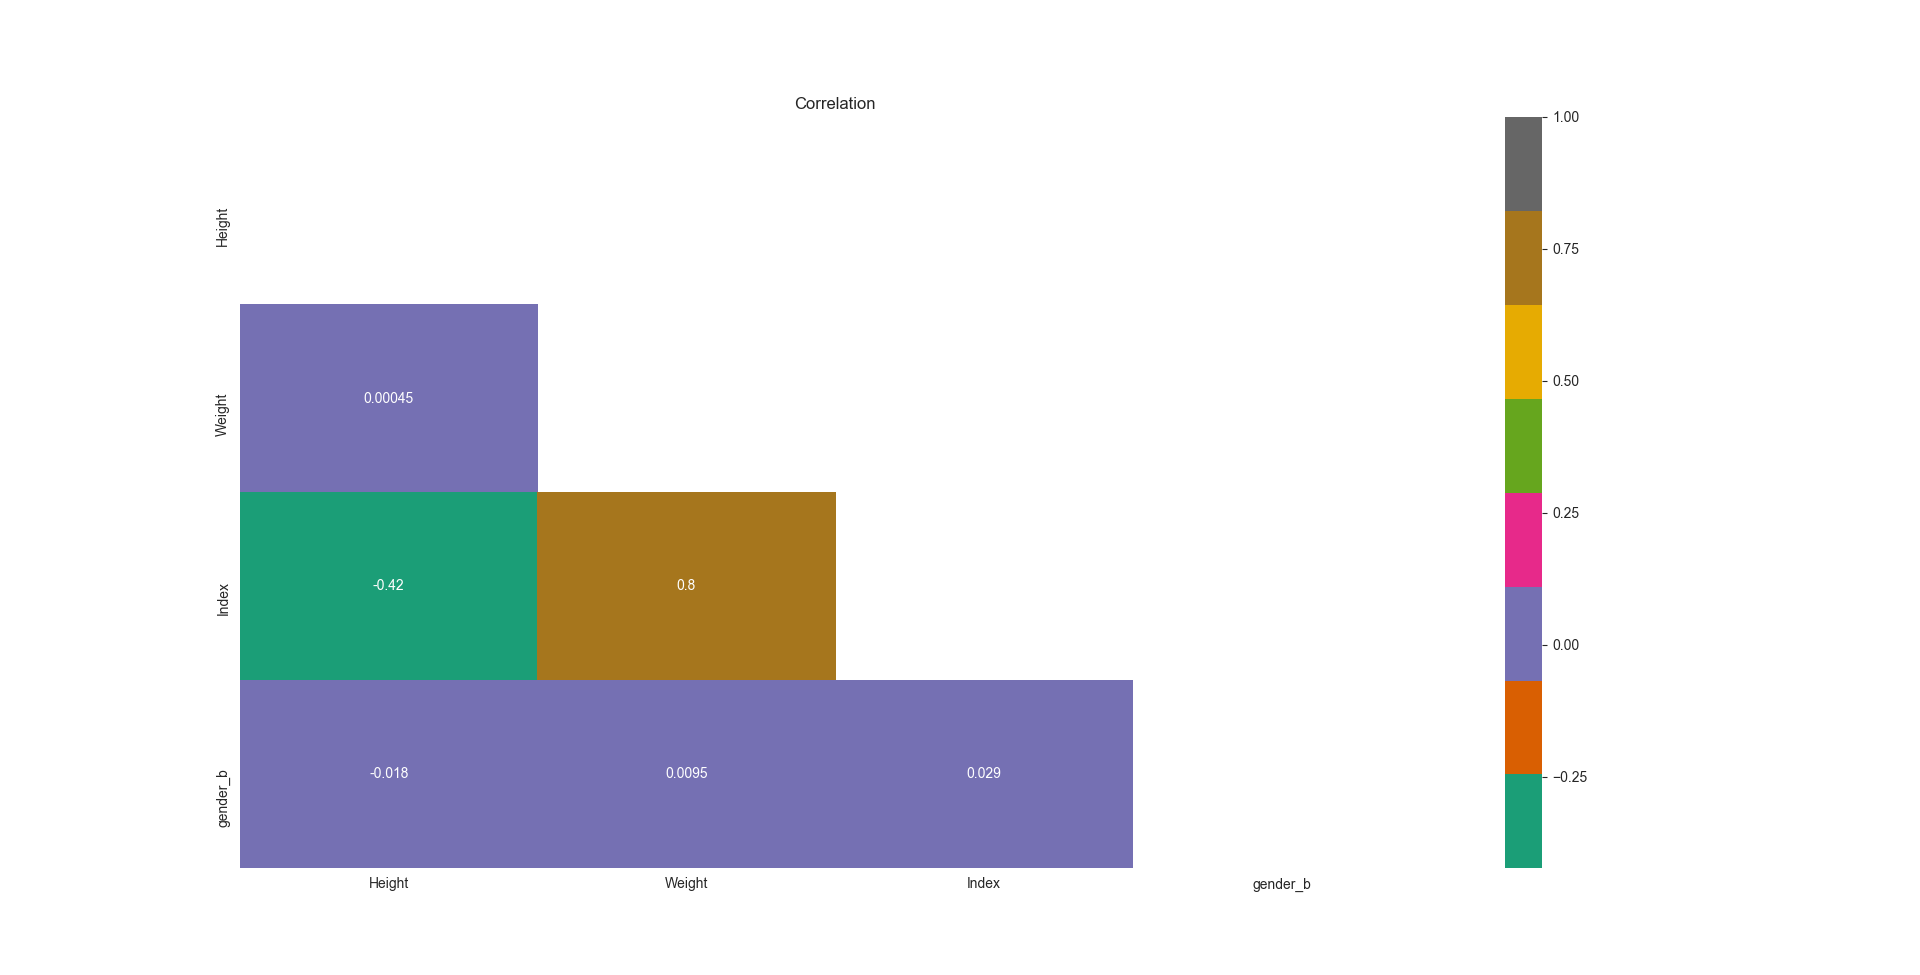 Correlation
1.00
Height
0.75
0.50
Weight
0.00045
0.25
Index
-0.42
0.8
0.00
−0.25
gender_b
-0.018
0.0095
0.029
Height
Weight
Index
gender_b